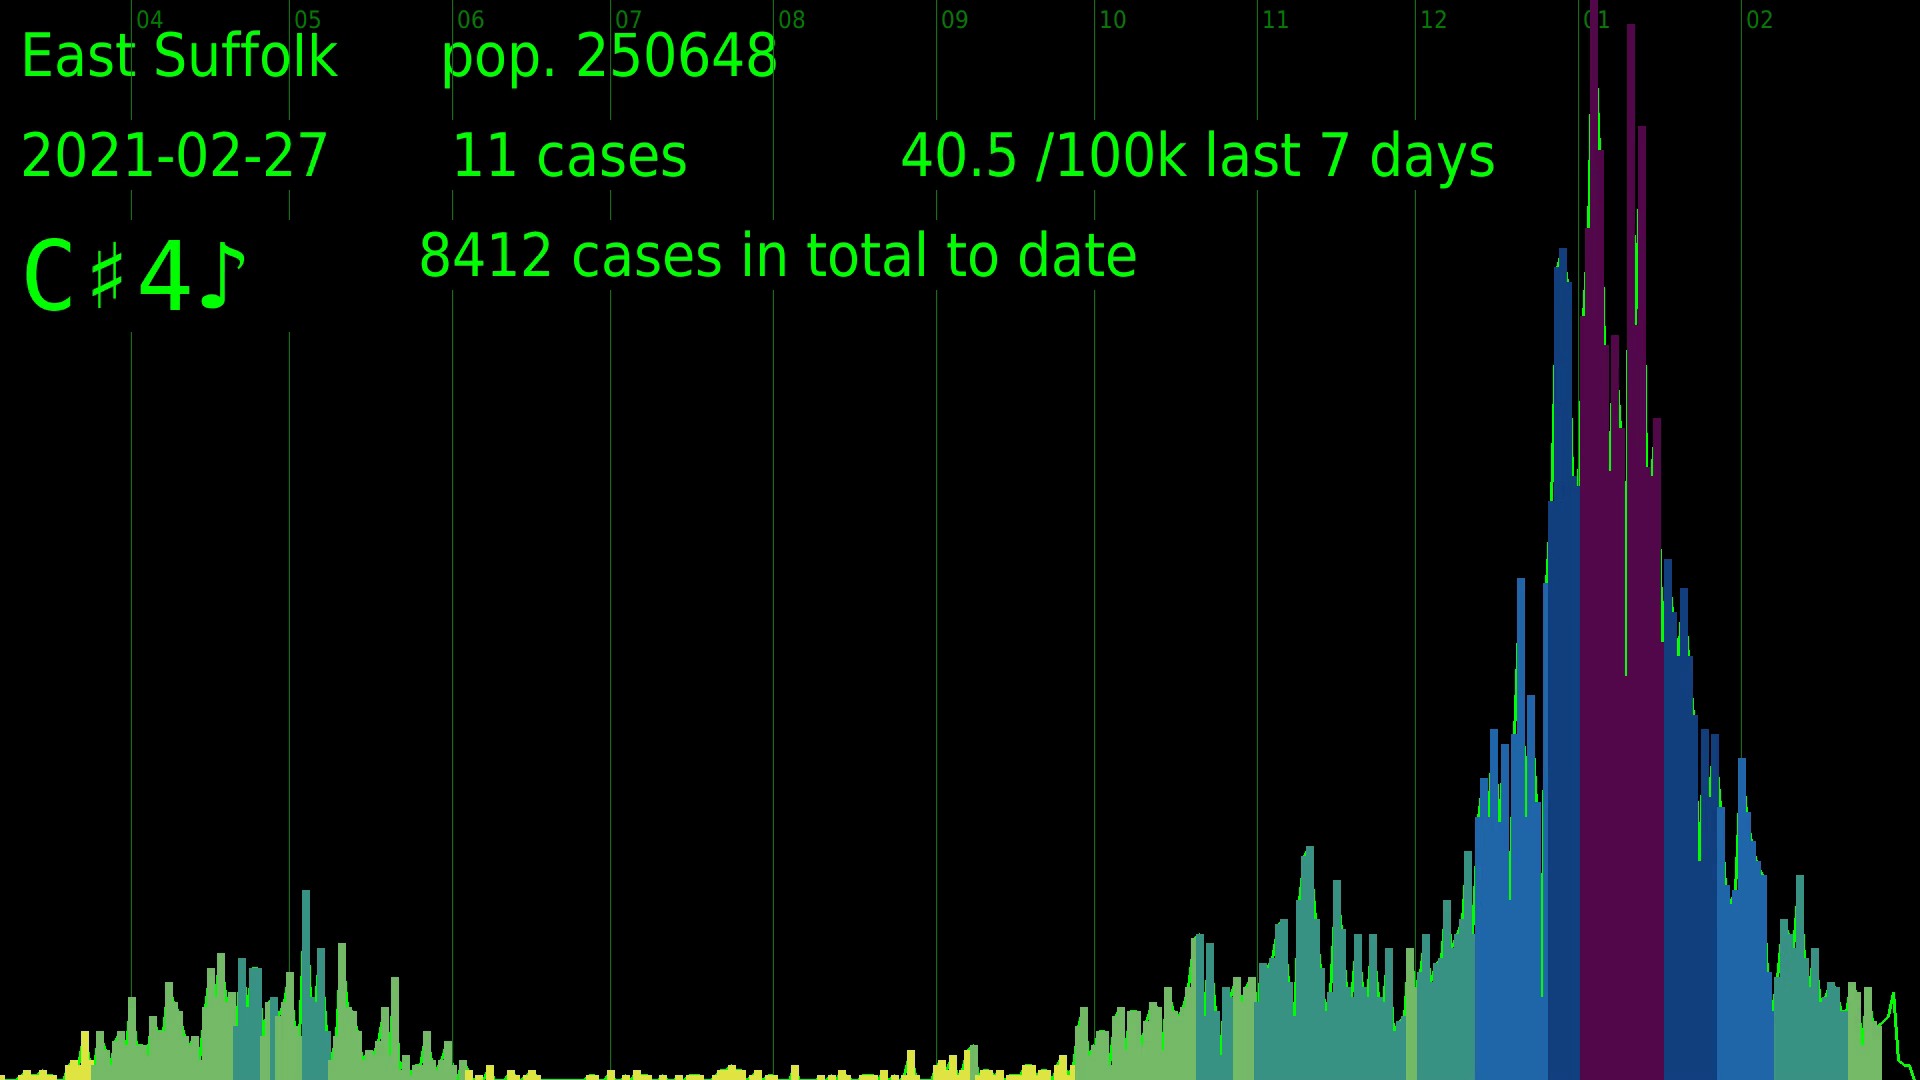 04 05 06 07 08 09 10 11 12 01 02
East Suffolk pop. 250648
2021-02-27 11 cases 40.5 /100k last 7 days
C♯4♪ 8412 cases in total to date